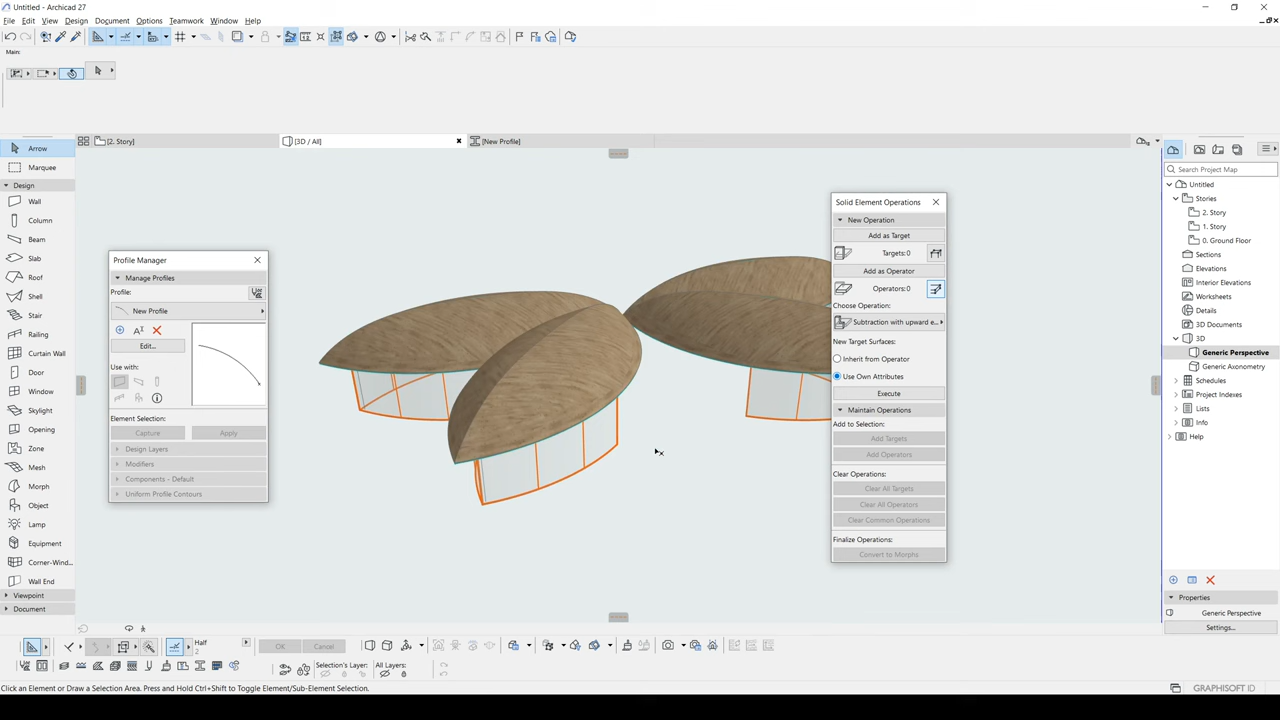 Untitled - Archicad 27
File Edit View Design Document Options Teamwork Window Help
Main:
[2. Story] [3D / All] [New Profile]
Arrow
Marquee
Design
Wall
Column
Beam
Slab
Roof
Shell
Stair
Railing
Curtain Wall
Door
Window
Skylight
Opening
Zone
Mesh
Morph
Object
Lamp
Equipment
Corner-Wind...
Wall End
Viewpoint
Document
Profile Manager
Manage Profiles
Profile:
New Profile
Edit...
Use with:
Element Selection:
Capture Apply
Design Layers
Modifiers
Components - Default
Uniform Profile Contours
Solid Element Operations
New Operation
Add as Target
Targets: 0
Add as Operator
Operators: 0
Choose Operation:
Subtraction with upward e...
New Target Surfaces:
Inherit from Operator
Use Own Attributes
Execute
Maintain Operations
Add to Selection:
Add Targets
Add Operators
Clear Operations:
Clear All Targets
Clear All Operators
Clear Common Operations
Finalize Operations:
Convert to Morphs
Search Project Map
Untitled
Stories
2. Story
1. Story
0. Ground Floor
Sections
Elevations
Interior Elevations
Worksheets
Details
3D Documents
3D
Generic Perspective
Generic Axonometry
Schedules
Project Indexes
Lists
Info
Help
Properties
Generic Perspective
Settings...
Half
2
OK Cancel
Selection's Layer: All Layers:
Click an Element or Draw a Selection Area. Press and Hold Ctrl+Shift to Toggle Element/Sub-Element Selection.
GRAPHISOFT ID